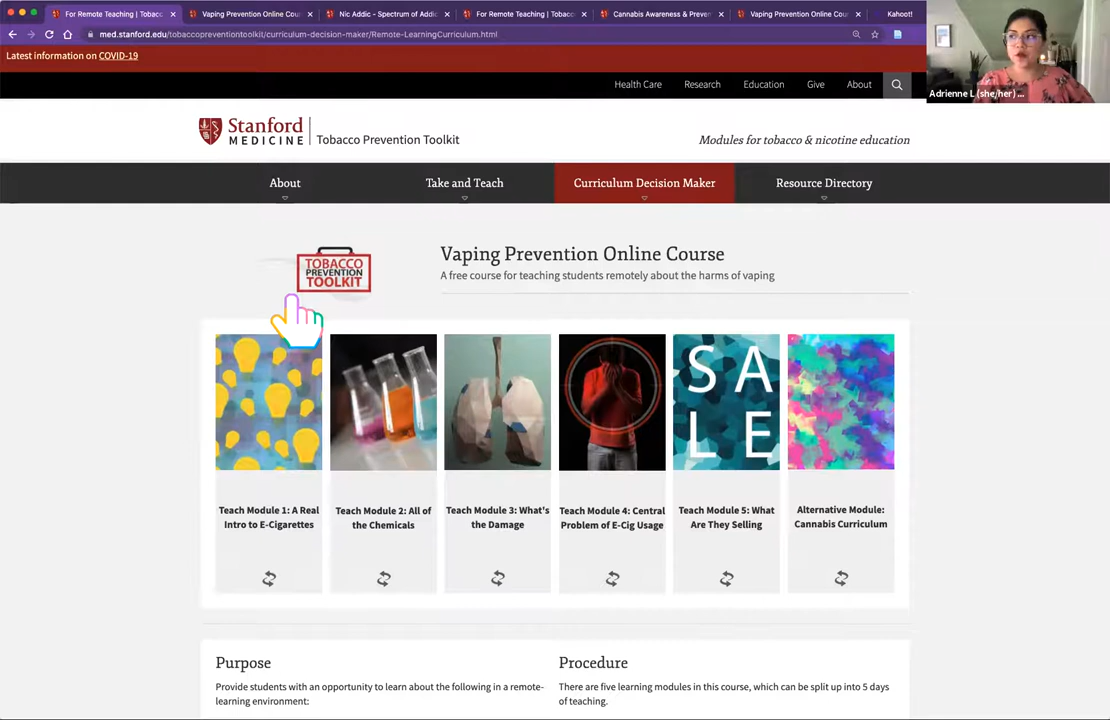 For Remote Teaching | Tobacc
Vaping Prevention Online Cour
Nic Addic - Spectrum of Addic
For Remote Teaching | Tobacc
Cannabis Awareness & Preven
Vaping Prevention Online Cou
Kahoot!
med.stanford.edu/tobaccopreventiontoolkit/curriculum-decision-maker/Remote-LearningCurriculum.html
Latest information on COVID-19
Adrienne L (she/her) ...
Health Care
Research
Education
Give
About
Stanford
MEDICINE
Tobacco Prevention Toolkit
Modules for tobacco & nicotine education
About
Take and Teach
Curriculum Decision Maker
Resource Directory
TOBACCO
PREVENTION
TOOLKIT
Vaping Prevention Online Course
A free course for teaching students remotely about the harms of vaping
SA
LE
Teach Module 1: A Real
Intro to E-Cigarettes
Teach Module 2: All of
the Chemicals
Teach Module 3: What's
the Damage
Teach Module 4: Central
Problem of E-Cig Usage
Teach Module 5: What
Are They Selling
Alternative Module:
Cannabis Curriculum
Purpose
Provide students with an opportunity to learn about the following in a remote-
learning environment:
Procedure
There are five learning modules in this course, which can be split up into 5 days
of teaching.